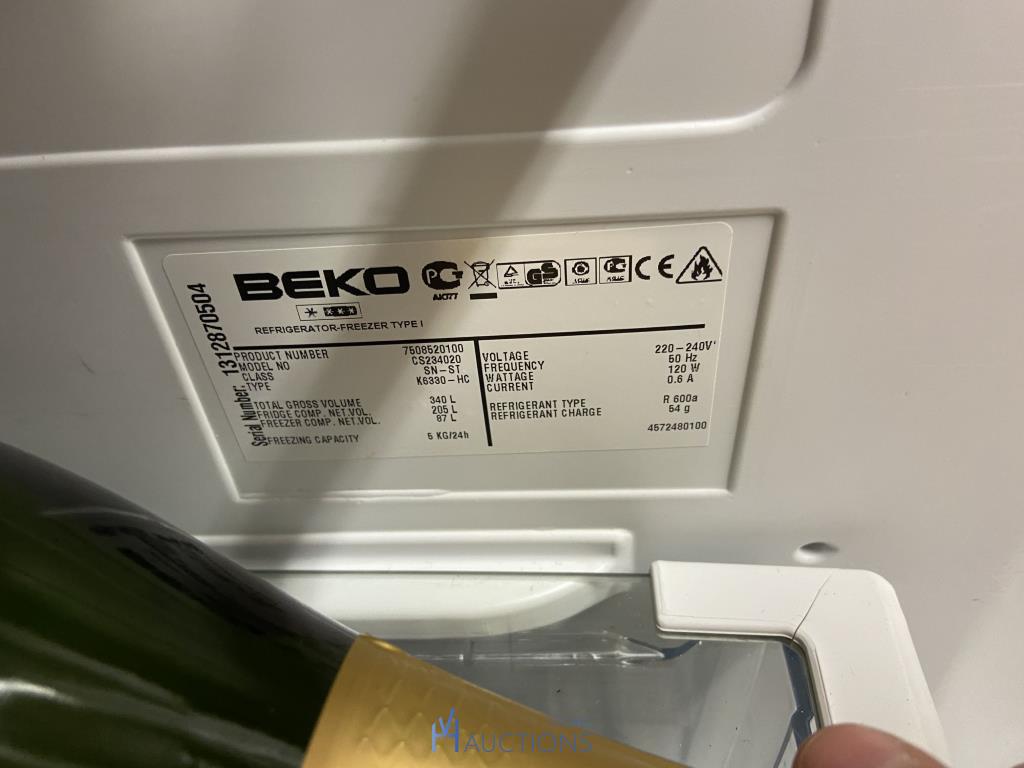 BEKO
AR77
CE
REFRIGERATOR-FREEZER TYPE I
Serial Number: 1312870504
PRODUCT NUMBER 7508520100
MODEL NO CS234020
CLASS SN-ST
TYPE K6330-HC
TOTAL GROSS VOLUME 340 L
FRIDGE COMP. NET.VOL. 205 L
FREEZER COMP. NET.VOL. 87 L
FREEZING CAPACITY 5 KG/24h
VOLTAGE 220-240V
FREQUENCY 50 Hz
WATTAGE 120 W
CURRENT 0.6 A
REFRIGERANT TYPE R 600a
REFRIGERANT CHARGE 54 g
4572480100
AUCTIONS